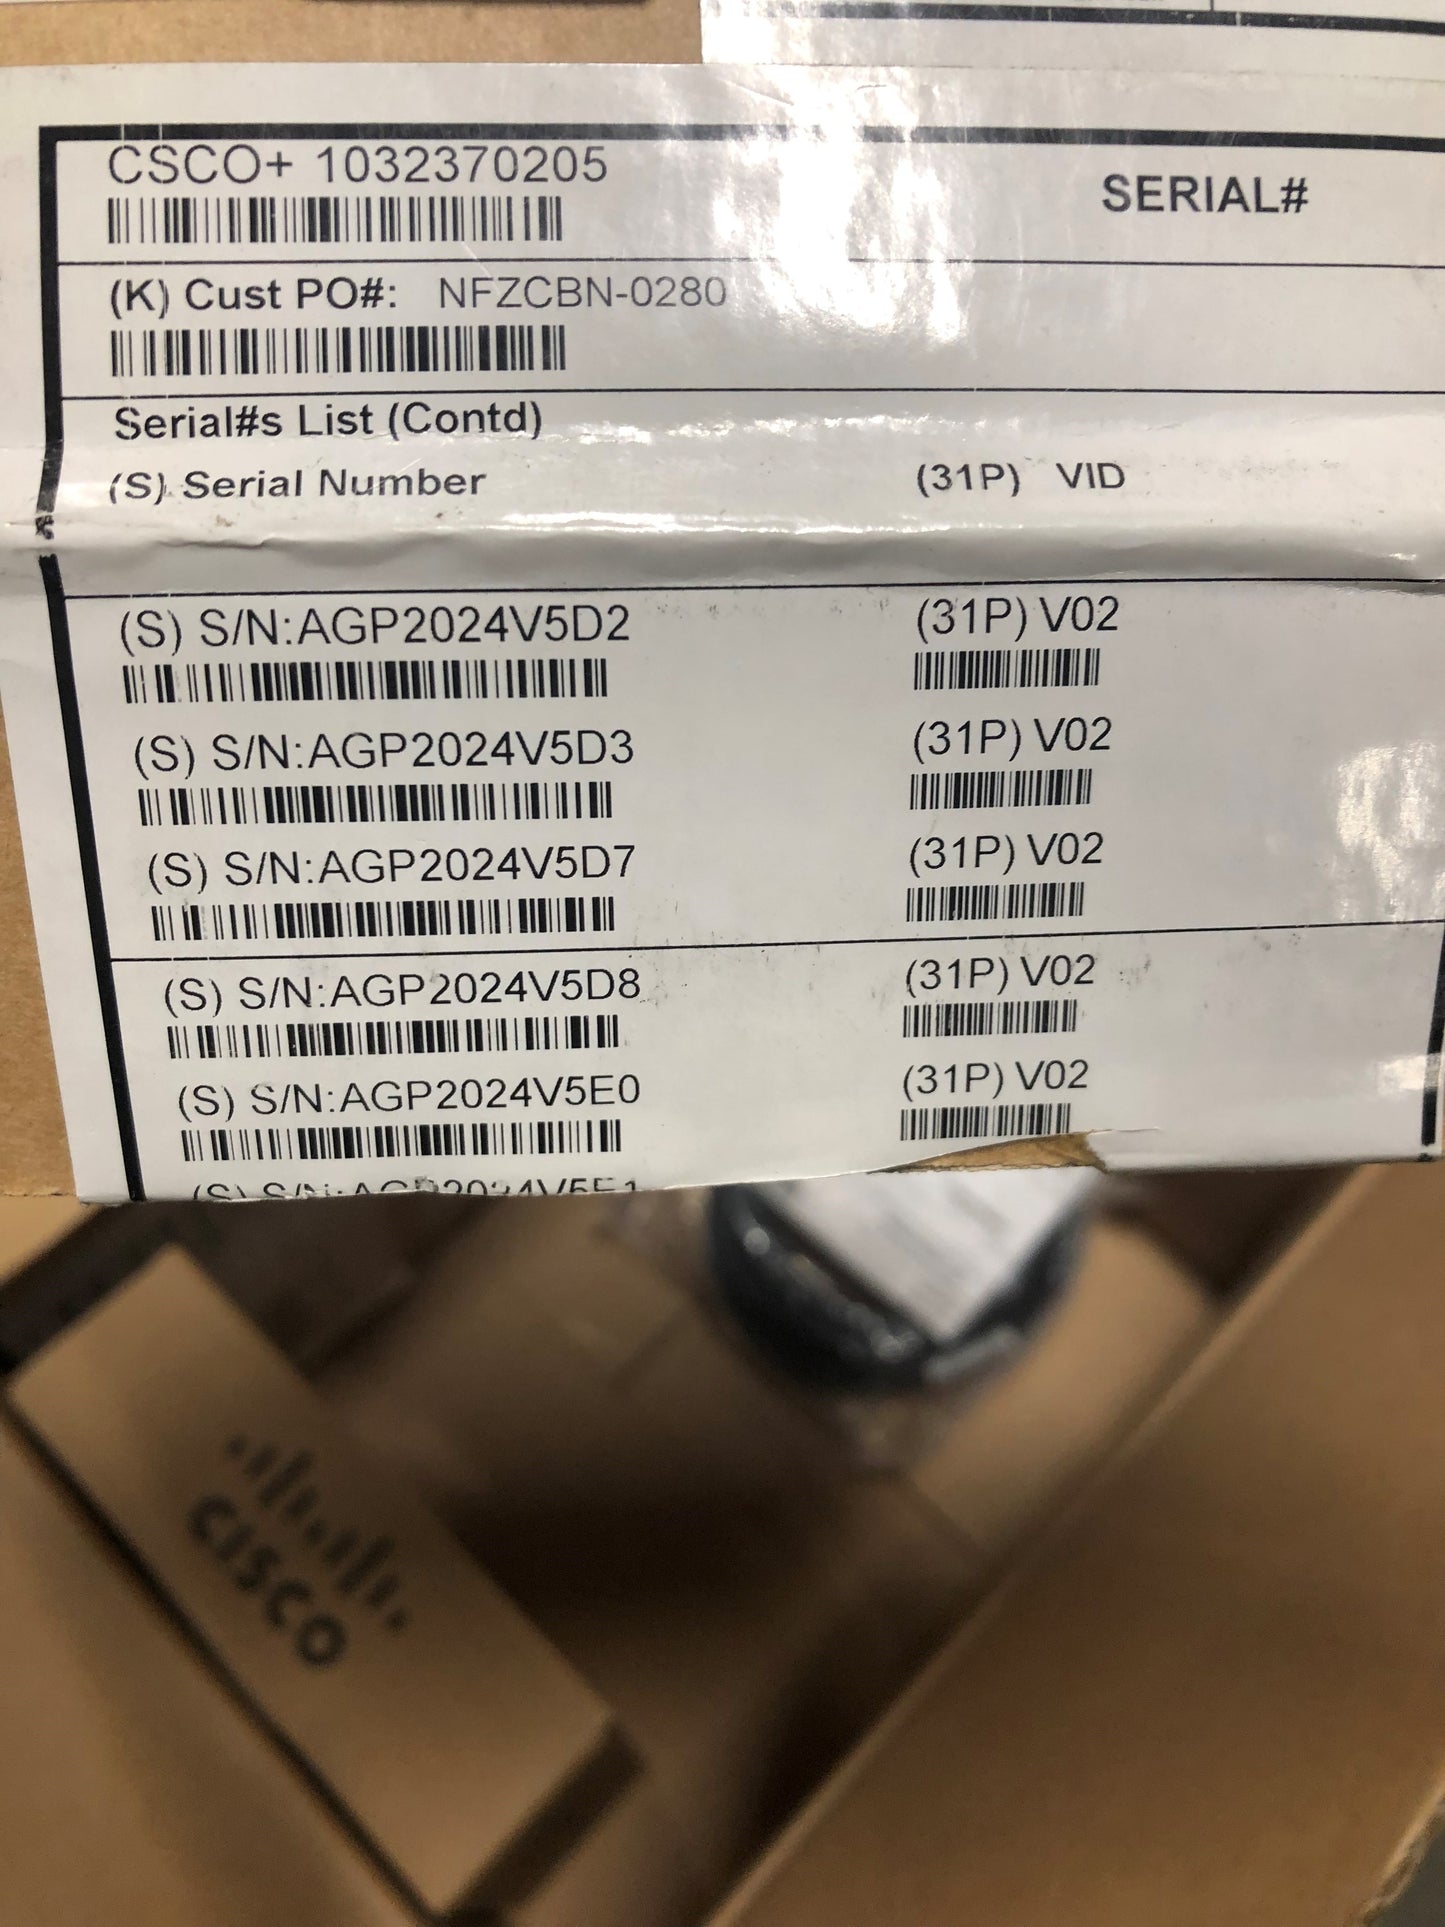 CSCO+ 1032370205
SERIAL#
(K) Cust PO#: NFZCBN-0280
Serial#s List (Contd)
(S) Serial Number (31P) VID
(S) S/N:AGP2024V5D2 (31P) V02
(S) S/N:AGP2024V5D3 (31P) V02
(S) S/N:AGP2024V5D7 (31P) V02
(S) S/N:AGP2024V5D8 (31P) V02
(S) S/N:AGP2024V5E0 (31P) V02
(S) S/N:AGP2024V5E1
CISCO